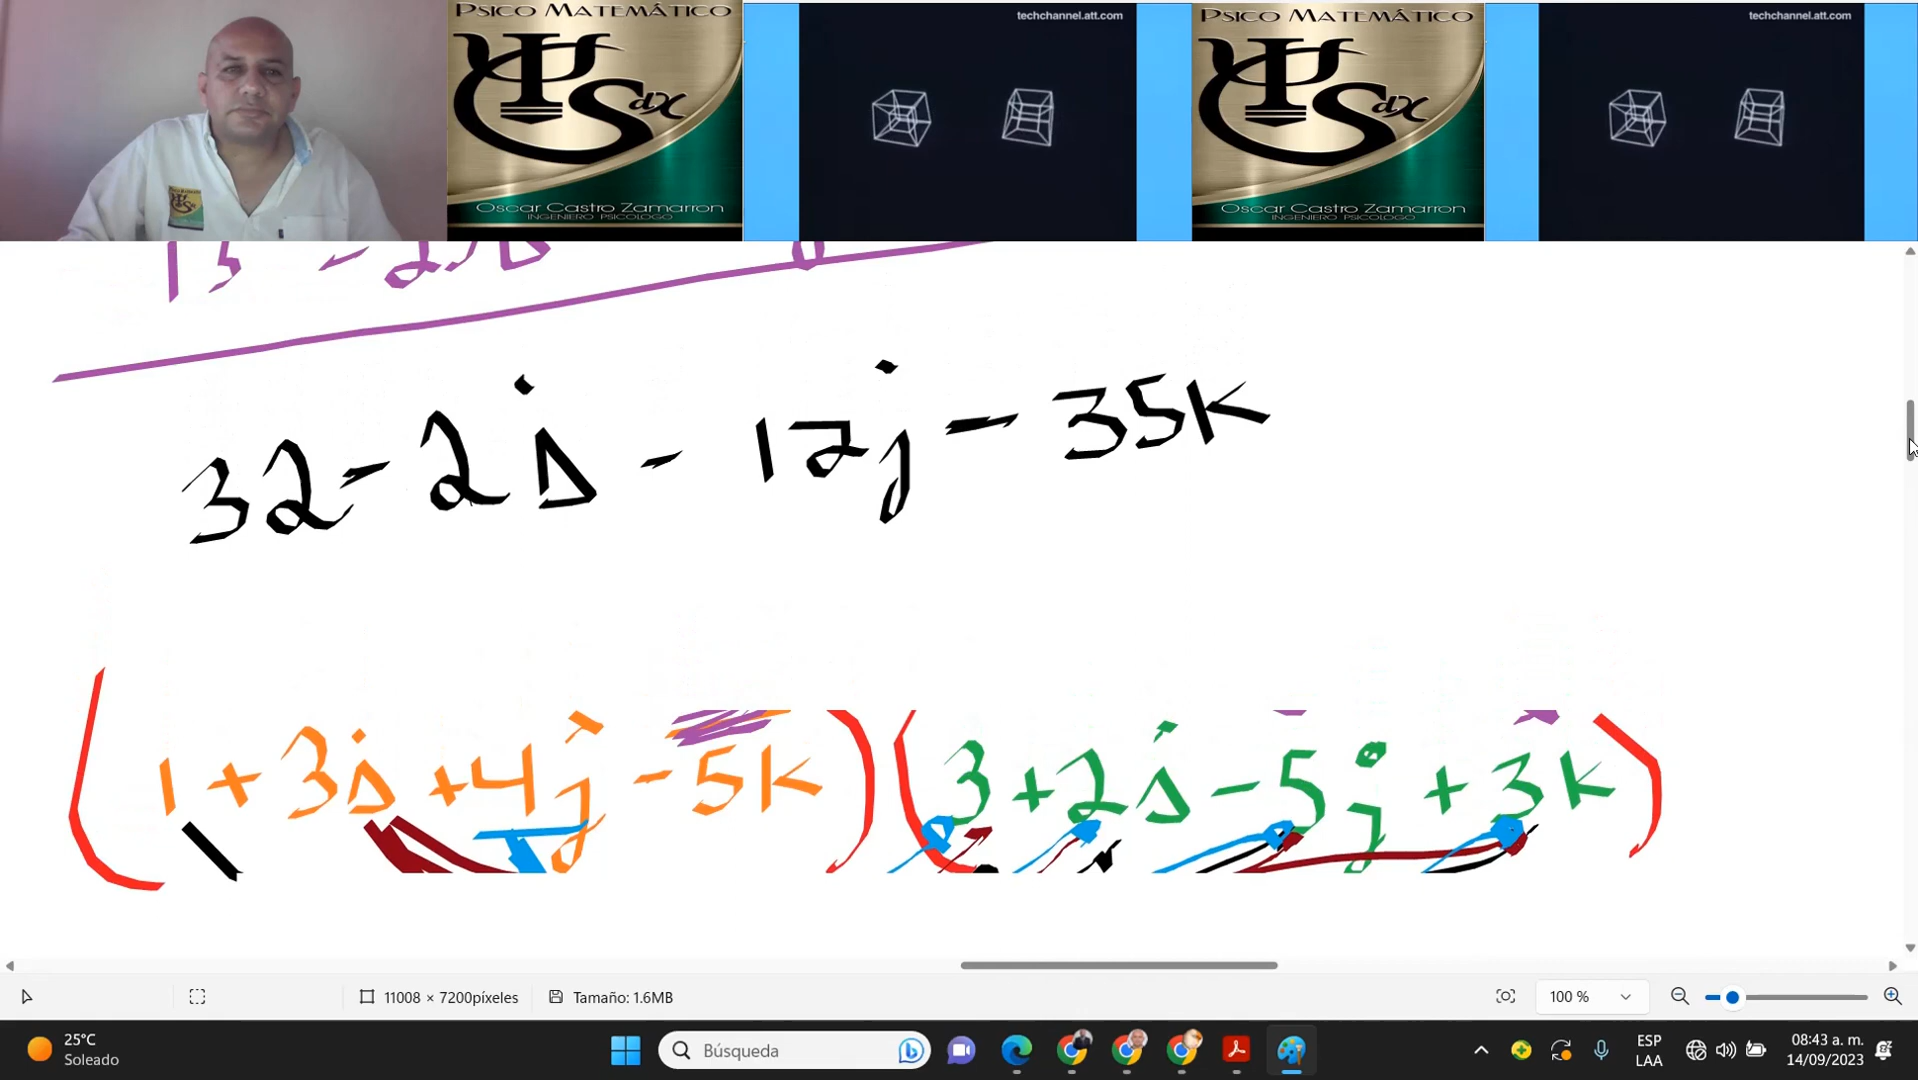 PSICO MATEMÁTICO
techchannel.att.com
PSICO MATEMÁTICO
techchannel.att.com
dx
dx
Oscar Castro Zamarron
INGENIERO PSICOLOGO
Oscar Castro Zamarron
INGENIERO PSICOLOGO
32 - 2i - 12j - 35k
(1 + 3i + 4j - 5k)(3 + 2i - 5j + 3k)
11008 × 7200píxeles
Tamaño: 1.6MB
100 %
25°C
Soleado
Búsqueda
ESP
LAA
08:43 a. m.
14/09/2023